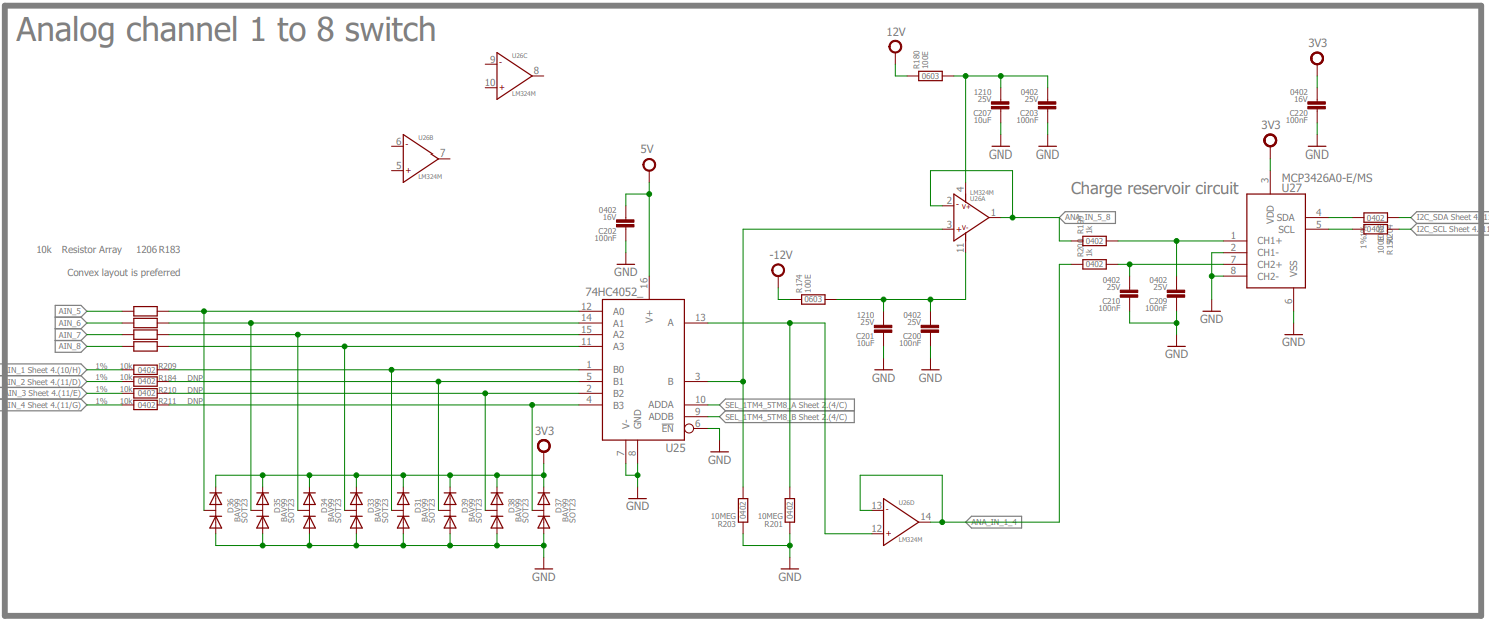 Analog channel 1 to 8 switch
9
-
U26C
8
10
+
LM324M
6
-
U26B
7
5
+
LM324M
12V
R180
100E
0603
1210
25V
C207
10uF
GND
0402
25V
C203
100nF
GND
3V3
0402
16V
C220
100nF
GND
5V
0402
16V
C202
100nF
GND
-12V
R174
100E
0603
1210
25V
C201
10uF
GND
0402
25V
C200
100nF
GND
4
LM324M
U26A
2
-
V+
1
3
+
V-
11
Charge reservoir circuit
ANA_IN_5_8
1k
0402
1k
0402
0402
25V
C210
100nF
0402
25V
C209
100nF
GND
3V3
3
MCP3426A0-E/MS
U27
VDD
SDA
4
SCL
5
1
CH1+
2
CH1-
7
CH2+
8
CH2-
VSS
6
GND
GND
0402
I2C_SDA Sheet 4.
0402
I2C_SCL Sheet 4.
10k Resistor Array 1206 R183
Convex layout is preferred
AIN_5
AIN_6
AIN_7
AIN_8
IN_1 Sheet 4.(10/H) 1% 10k 0402 R209
IN_2 Sheet 4.(11/D) 1% 10k 0402 R184 DNP
IN_3 Sheet 4.(11/E) 1% 10k 0402 R210 DNP
IN_4 Sheet 4.(11/G) 1% 10k 0402 R211 DNP
74HC4052
16
V+
12 A0
14 A1
15 A2
11 A3
1 B0
5 B1
2 B2
4 B3
A 13
B 3
ADDA 10
ADDB 9
EN 6
V-
GND
7
8
U25
GND
GND
SEL_1TM4_5TM8_A Sheet 2.(4/C)
SEL_1TM4_5TM8_B Sheet 2.(4/C)
3V3
D36
BAV99
SOT23
D35
BAV99
SOT23
D34
BAV99
SOT23
D33
BAV99
SOT23
D31
BAV99
SOT23
D39
BAV99
SOT23
D38
BAV99
SOT23
D37
BAV99
SOT23
GND
10MEG
R203
0402
10MEG
R201
0402
GND
13
-
U26D
14
12
+
LM324M
ANA_IN_1_4